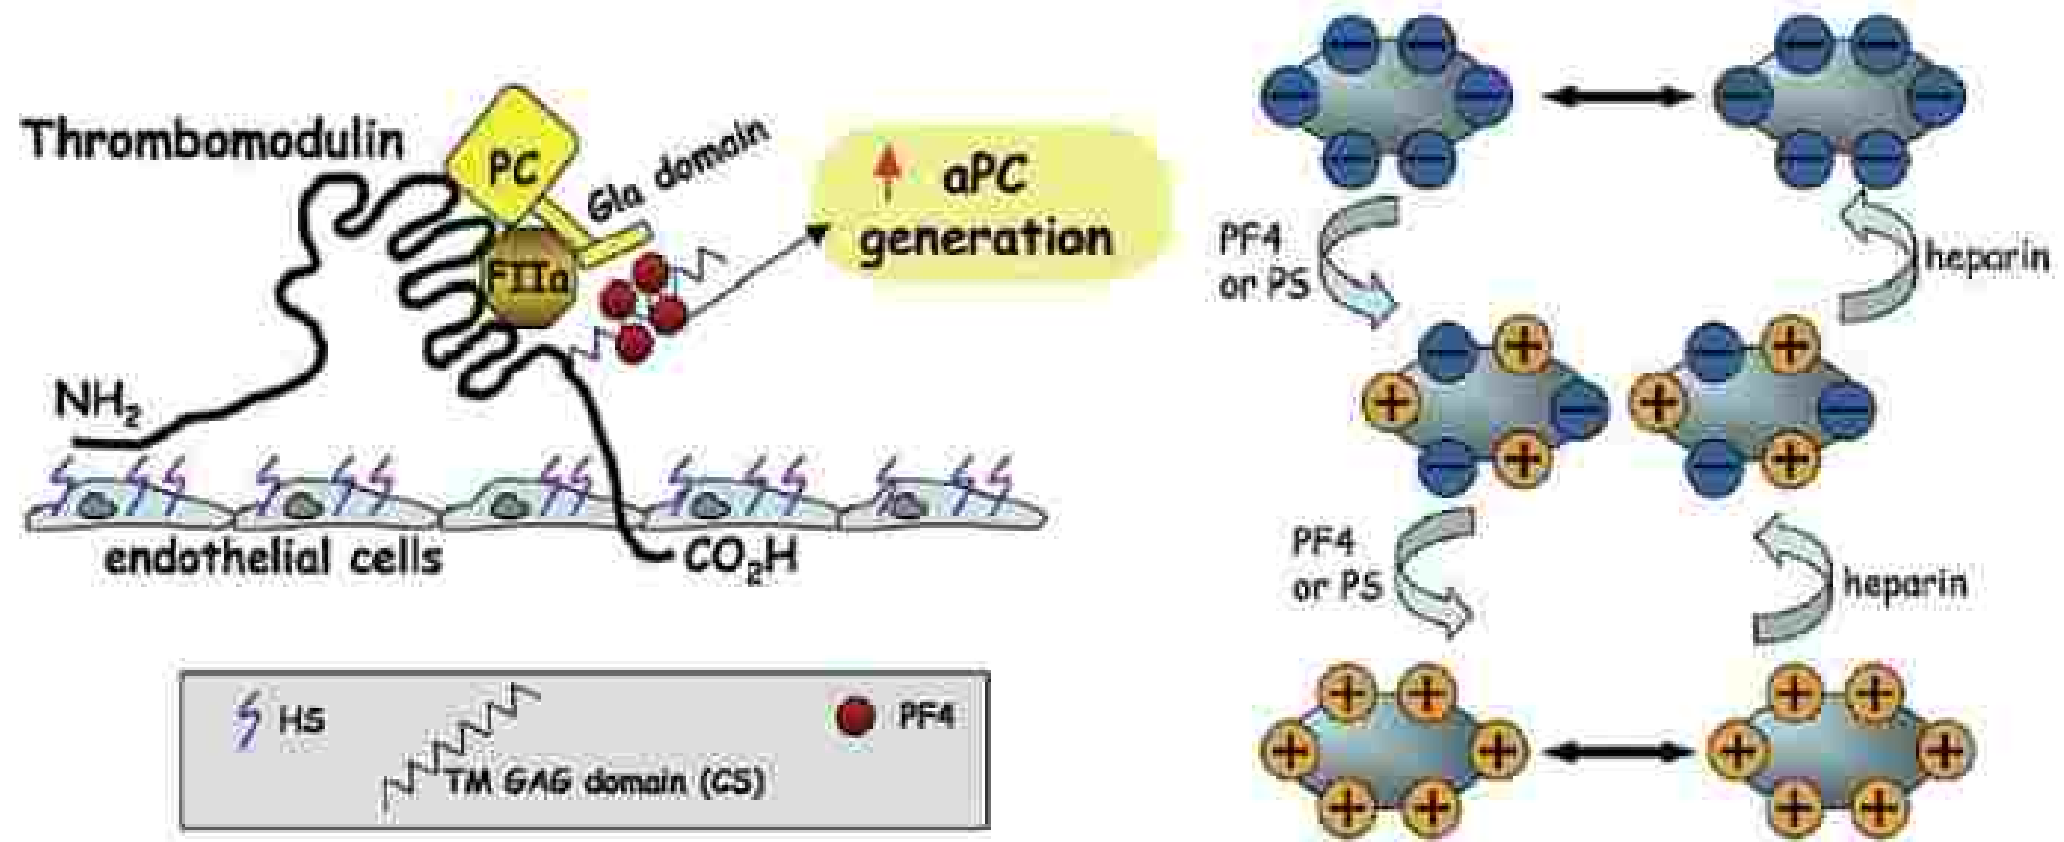 Thrombomodulin
PC
Gla domain
FIIa
aPC
generation
NH2
endothelial cells
CO2H
HS
TM GAG domain (CS)
PF4
PF4
or PS
heparin
PF4
or PS
heparin